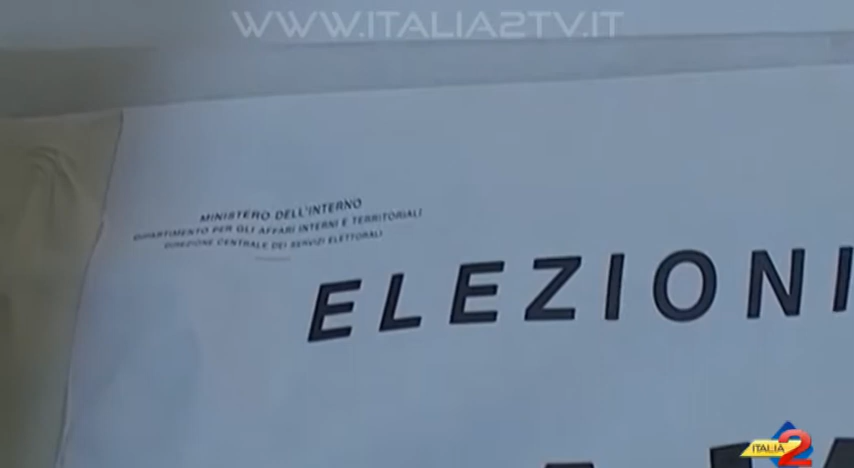 WWW.ITALIA2TV.IT
MINISTERO DELL'INTERNO
DIPARTIMENTO PER GLI AFFARI INTERNI E TERRITORIALI
DIREZIONE CENTRALE DEI SERVIZI ELETTORALI
ELEZIONI
ITALIA 2